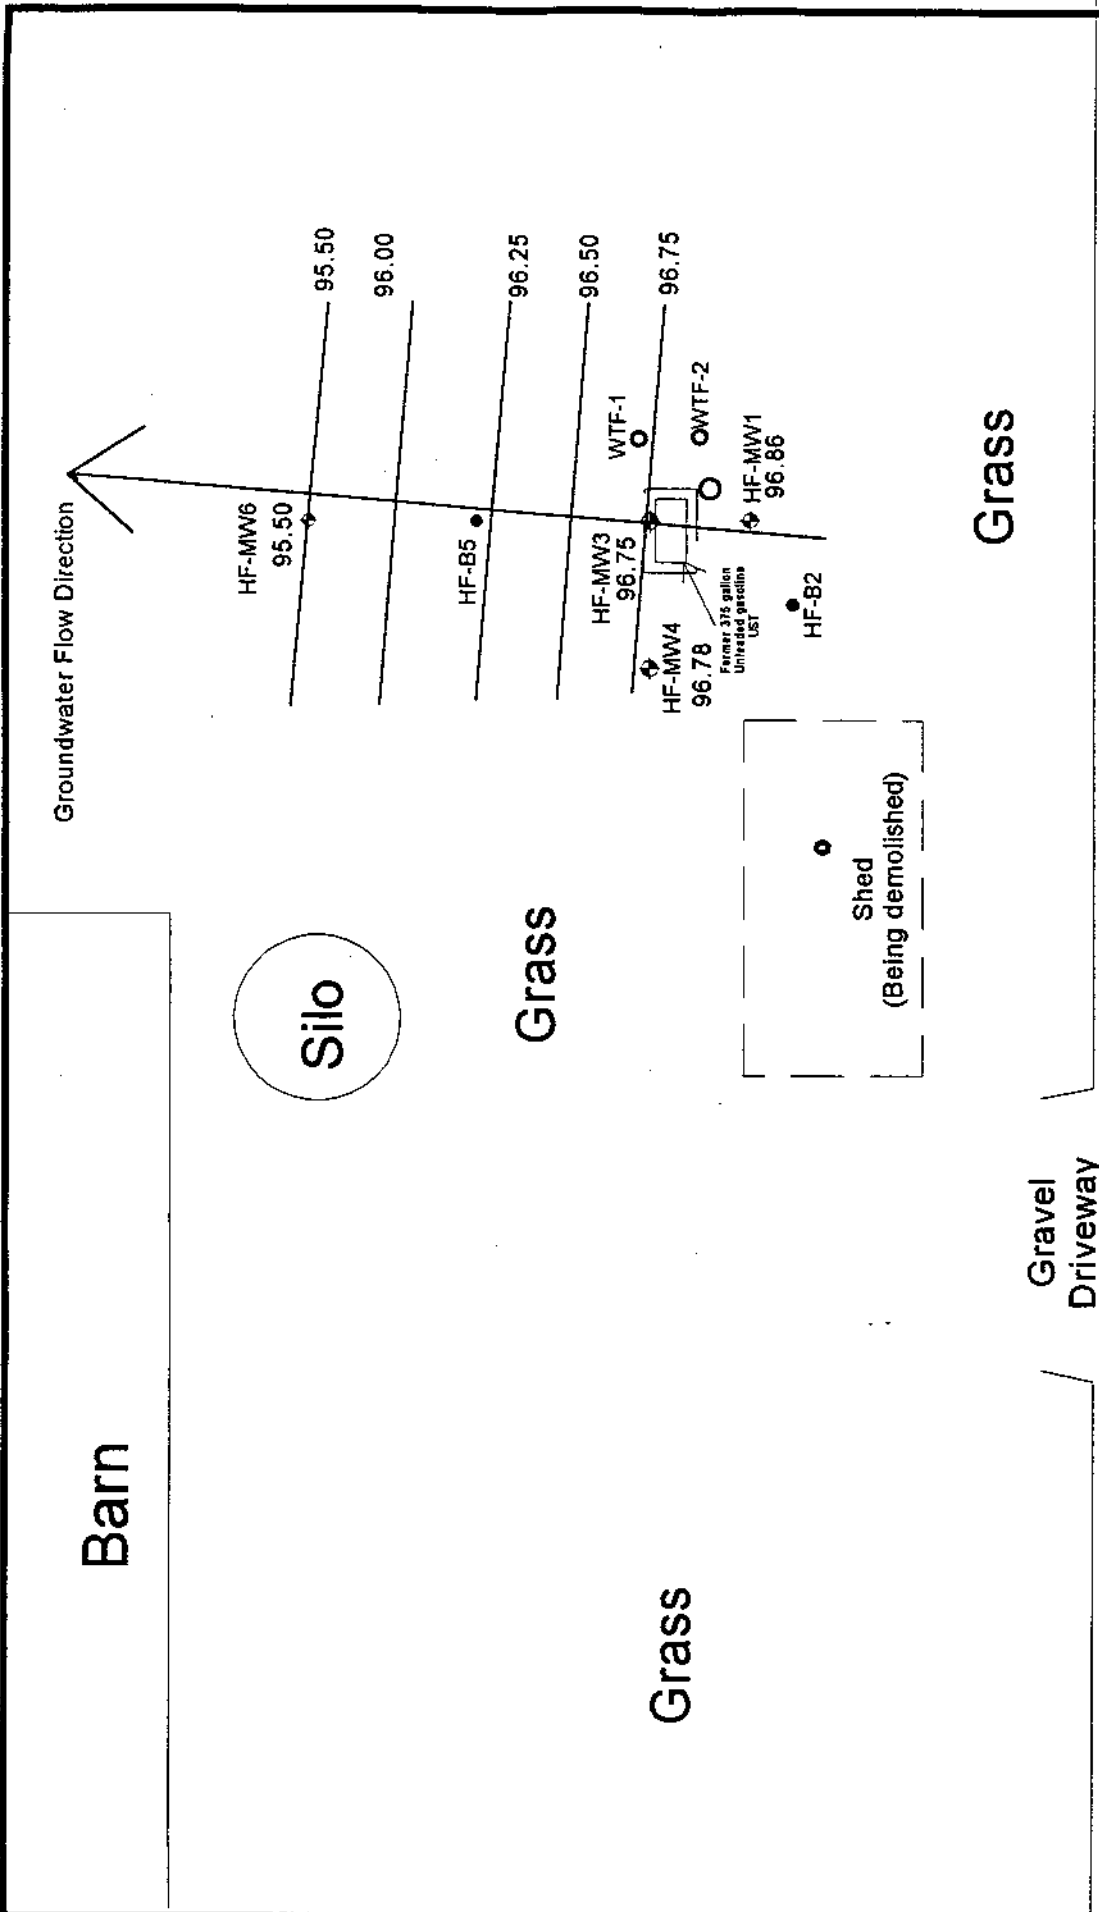 Barn
Silo
Groundwater Flow Direction
HF-MW6
95.50
95.50
96.00
HF-B5
96.25
96.50
Grass
HF-MW3
96.75
WTF-1
96.75
HF-MW4
96.78
Former 375 gallon
Unleaded gasoline
UST
WTF-2
HF-MW1
96.86
HF-B2
Grass
Shed
(Being demolished)
Grass
Gravel
Driveway